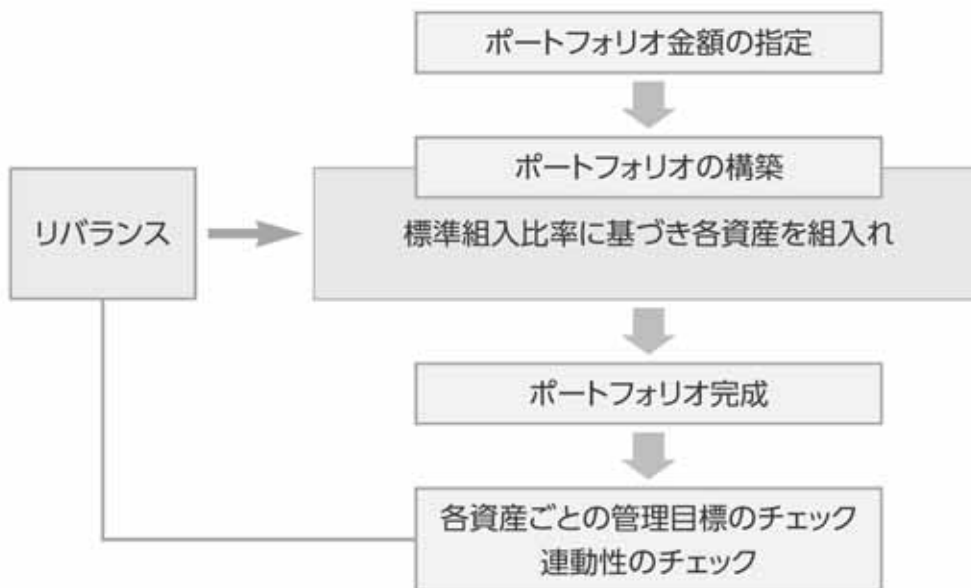 ポートフォリオ金額の指定
ポートフォリオの構築
リバランス
標準組入比率に基づき各資産を組入れ
ポートフォリオ完成
各資産ごとの管理目標のチェック
連動性のチェック